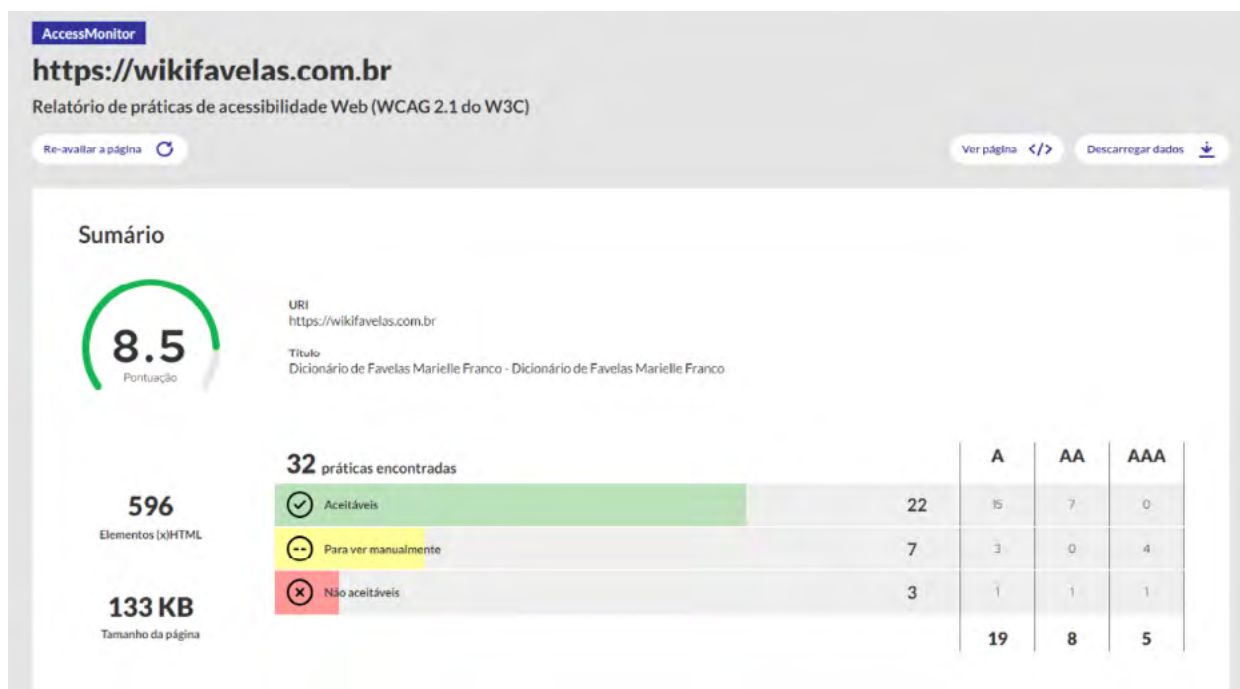 AccessMonitor
https://wikifavelas.com.br
Relatório de práticas de acessibilidade Web (WCAG 2.1 do W3C)
Re-avaliar a página
Ver página </>
Descarregar dados
Sumário
8.5
Pontuação
URI
https://wikifavelas.com.br
Título
Dicionário de Favelas Marielle Franco - Dicionário de Favelas Marielle Franco
596
Elementos (x)HTML
133 KB
Tamanho da página
32 práticas encontradas A AA AAA
Aceitáveis 22 15 7 0
Para ver manualmente 7 3 0 4
Não aceitáveis 3 1 1 1
19 8 5